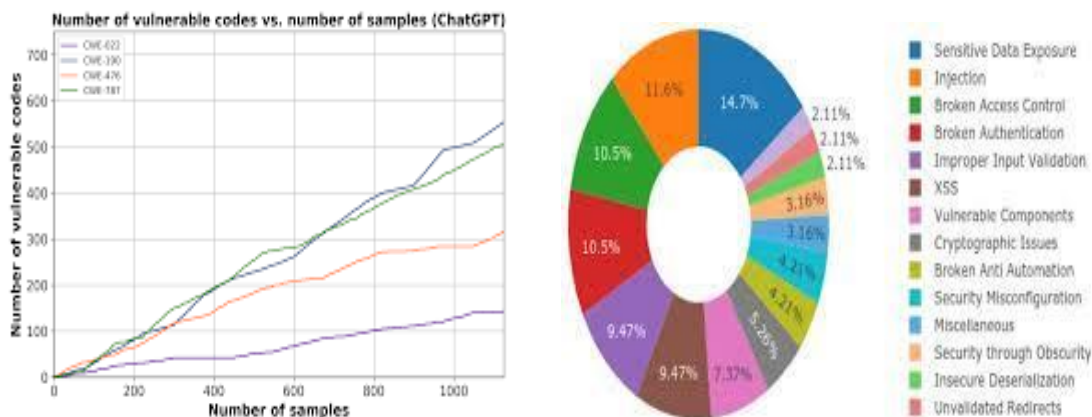 Number of vulnerable codes vs. number of samples (ChatGPT)
Number of vulnerable codes
700
600
500
400
300
200
100
0
CWE-022
CWE-190
CWE-476
CWE-787
0
200
400
600
800
1000
Number of samples
14.7%
11.6%
10.5%
10.5%
9.47%
9.47%
7.37%
5.26%
4.21%
4.21%
3.16%
3.16%
2.11%
2.11%
2.11%
Sensitive Data Exposure
Injection
Broken Access Control
Broken Authentication
Improper Input Validation
XSS
Vulnerable Components
Cryptographic Issues
Broken Anti Automation
Security Misconfiguration
Miscellaneous
Security through Obscurity
Insecure Deserialization
Unvalidated Redirects